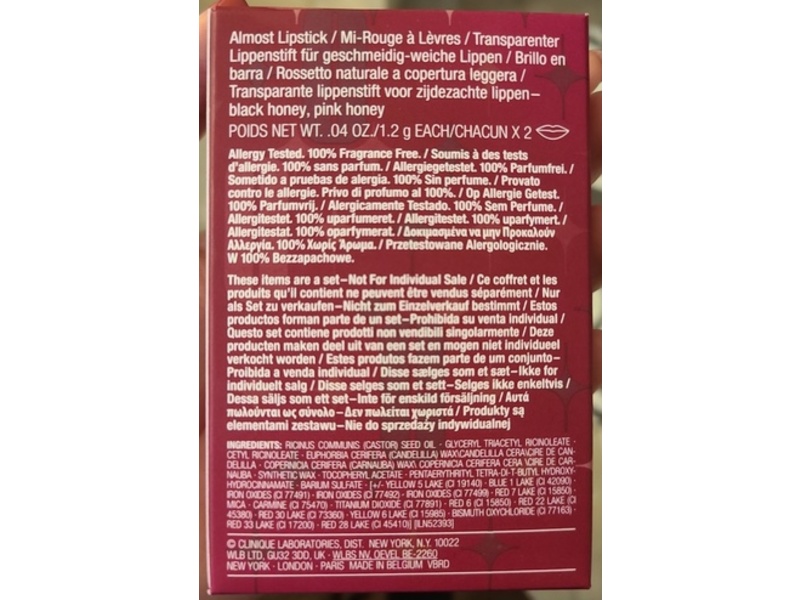 Almost Lipstick / Mi-Rouge à Lèvres / Transparenter
Lippenstift für geschmeidig-weiche Lippen / Brillo en
barra / Rossetto naturale a copertura leggera /
Transparante lippenstift voor zijdezachte lippen–
black honey, pink honey
POIDS NET WT. .04 OZ./1.2 g EACH/CHACUN X 2
Allergy Tested. 100% Fragrance Free. / Soumis à des tests
d'allergie. 100% sans parfum. / Allergiegetestet. 100% Parfumfrei. /
Sometido a pruebas de alergia. 100% Sin perfume. / Provato
contro le allergie. Privo di profumo al 100%. / Op Allergie Getest.
100% Parfumvrij. / Alergicamente Testado. 100% Sem Perfume. /
Allergitestet. 100% uparfumeret. / Allergitestet. 100% uparfymert. /
Allergitestat. 100% oparfymerat. / Δοκιμασμένα να μην Προκαλούν
Αλλεργία. 100% Χωρίς Άρωμα. / Przetestowane Alergologicznie.
W 100% Bezzapachowe.
These items are a set–Not For Individual Sale / Ce coffret et les
produits qu'il contient ne peuvent être vendus séparément / Nur
als Set zu verkaufen–Nicht zum Einzelverkauf bestimmt / Estos
productos forman parte de un set–Prohibida su venta individual /
Questo set contiene prodotti non vendibili singolarmente / Deze
producten maken deel uit van een set en mogen niet individueel
verkocht worden / Estes produtos fazem parte de um conjunto–
Proibida a venda individual / Disse sælges som et sæt–Ikke for
individuelt salg / Disse selges som et sett–Selges ikke enkeltvis /
Dessa säljs som ett set–Inte för enskild försäljning / Αυτά
πωλούνται ως σύνολο–Δεν πωλείται χωριστά / Produkty są
elementami zestawu–Nie do sprzedaży indywidualnej
INGREDIENTS: RICINUS COMMUNIS (CASTOR) SEED OIL · GLYCERYL TRIACETYL RICINOLEATE ·
CETYL RICINOLEATE · EUPHORBIA CERIFERA (CANDELILLA) WAX\CANDELILLA CERA\CIRE DE CAN-
DELILLA · COPERNICIA CERIFERA (CARNAUBA) WAX\ COPERNICIA CERIFERA CERA\CIRE DE CAR-
NAUBA · SYNTHETIC WAX · TOCOPHERYL ACETATE · PENTAERYTHRITYL TETRA-DI-T-BUTYL HYDROXY-
HYDROCINNAMATE · BARIUM SULFATE · [+/- YELLOW 5 LAKE (CI 19140) · BLUE 1 LAKE (CI 42090) ·
IRON OXIDES (CI 77491) · IRON OXIDES (CI 77492) · IRON OXIDES (CI 77499) · RED 7 LAKE (CI 15850) ·
MICA · CARMINE (CI 75470) · TITANIUM DIOXIDE (CI 77891) · RED 6 (CI 15850) · RED 22 LAKE (CI
45380) · RED 30 LAKE (CI 73360) · YELLOW 6 LAKE (CI 15985) · BISMUTH OXYCHLORIDE (CI 77163) ·
RED 33 LAKE (CI 17200) · RED 28 LAKE (CI 45410)] [ILN52393]
© CLINIQUE LABORATORIES, DIST. NEW YORK, N.Y. 10022
WLB LTD, GU32 3DD, UK · WLBS NV, OEVEL BE-2260
NEW YORK · LONDON · PARIS MADE IN BELGIUM VBRD